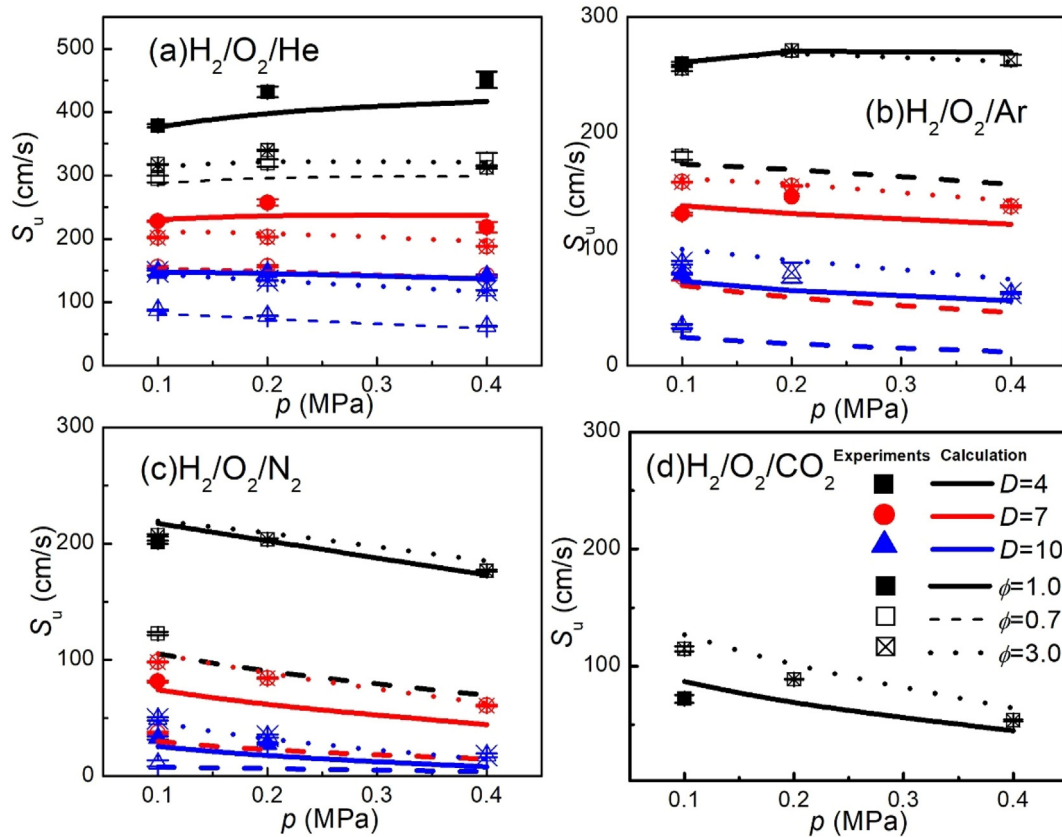 (a)H2/O2/He
500
400
300
200
100
0
Su (cm/s)
0.1 0.2 0.3 0.4
p (MPa)
(b)H2/O2/Ar
300
200
100
0
Su (cm/s)
0.1 0.2 0.3 0.4
p (MPa)
(c)H2/O2/N2
300
200
100
0
Su (cm/s)
0.1 0.2 0.3 0.4
p (MPa)
(d)H2/O2/CO2
300
200
100
0
Su (cm/s)
0.1 0.2 0.3 0.4
p (MPa)
Experiments Calculation
D=4
D=7
D=10
ϕ=1.0
ϕ=0.7
ϕ=3.0